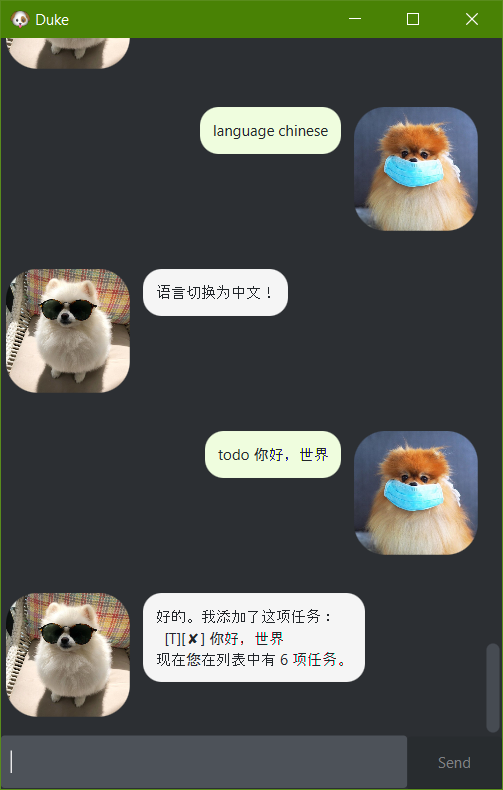 Duke
language chinese
语言切换为中文！
todo 你好，世界
好的。我添加了这项任务：
[T][✘] 你好，世界
现在您在列表中有 6 项任务。
Send